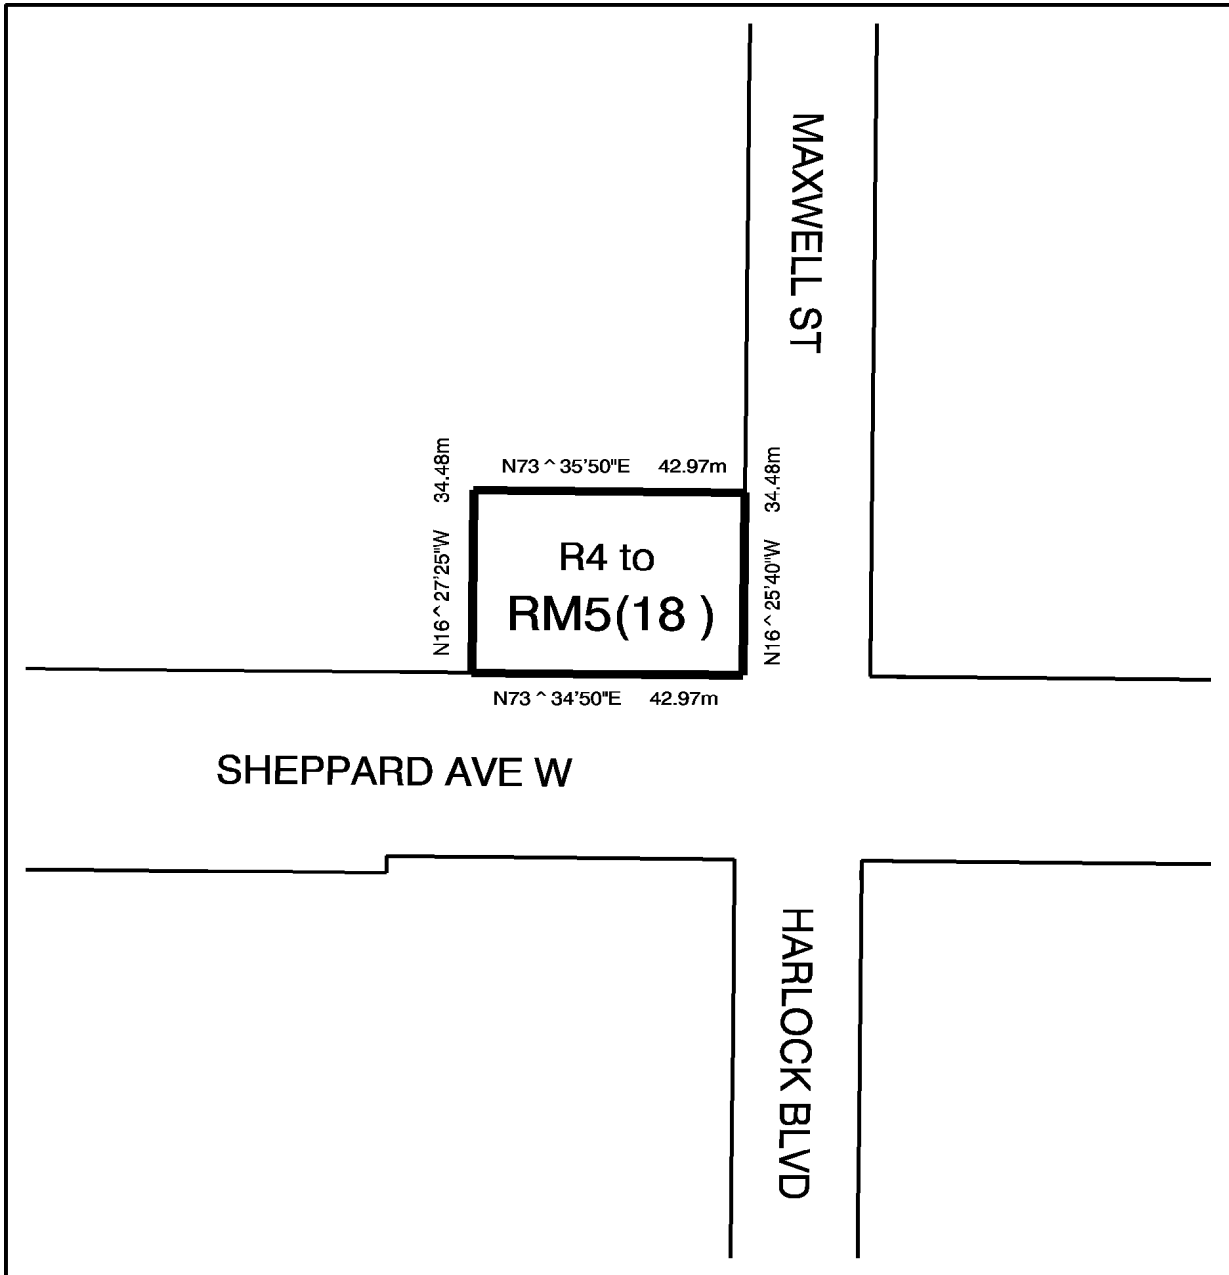 MAXWELL ST
N73 ^ 35'50"E 42.97m
N16 ^ 27'25"W 34.48m
N16 ^ 25'40"W 34.48m
R4 to
RM5(18 )
N73 ^ 34'50"E 42.97m
SHEPPARD AVE W
HARLOCK BLVD